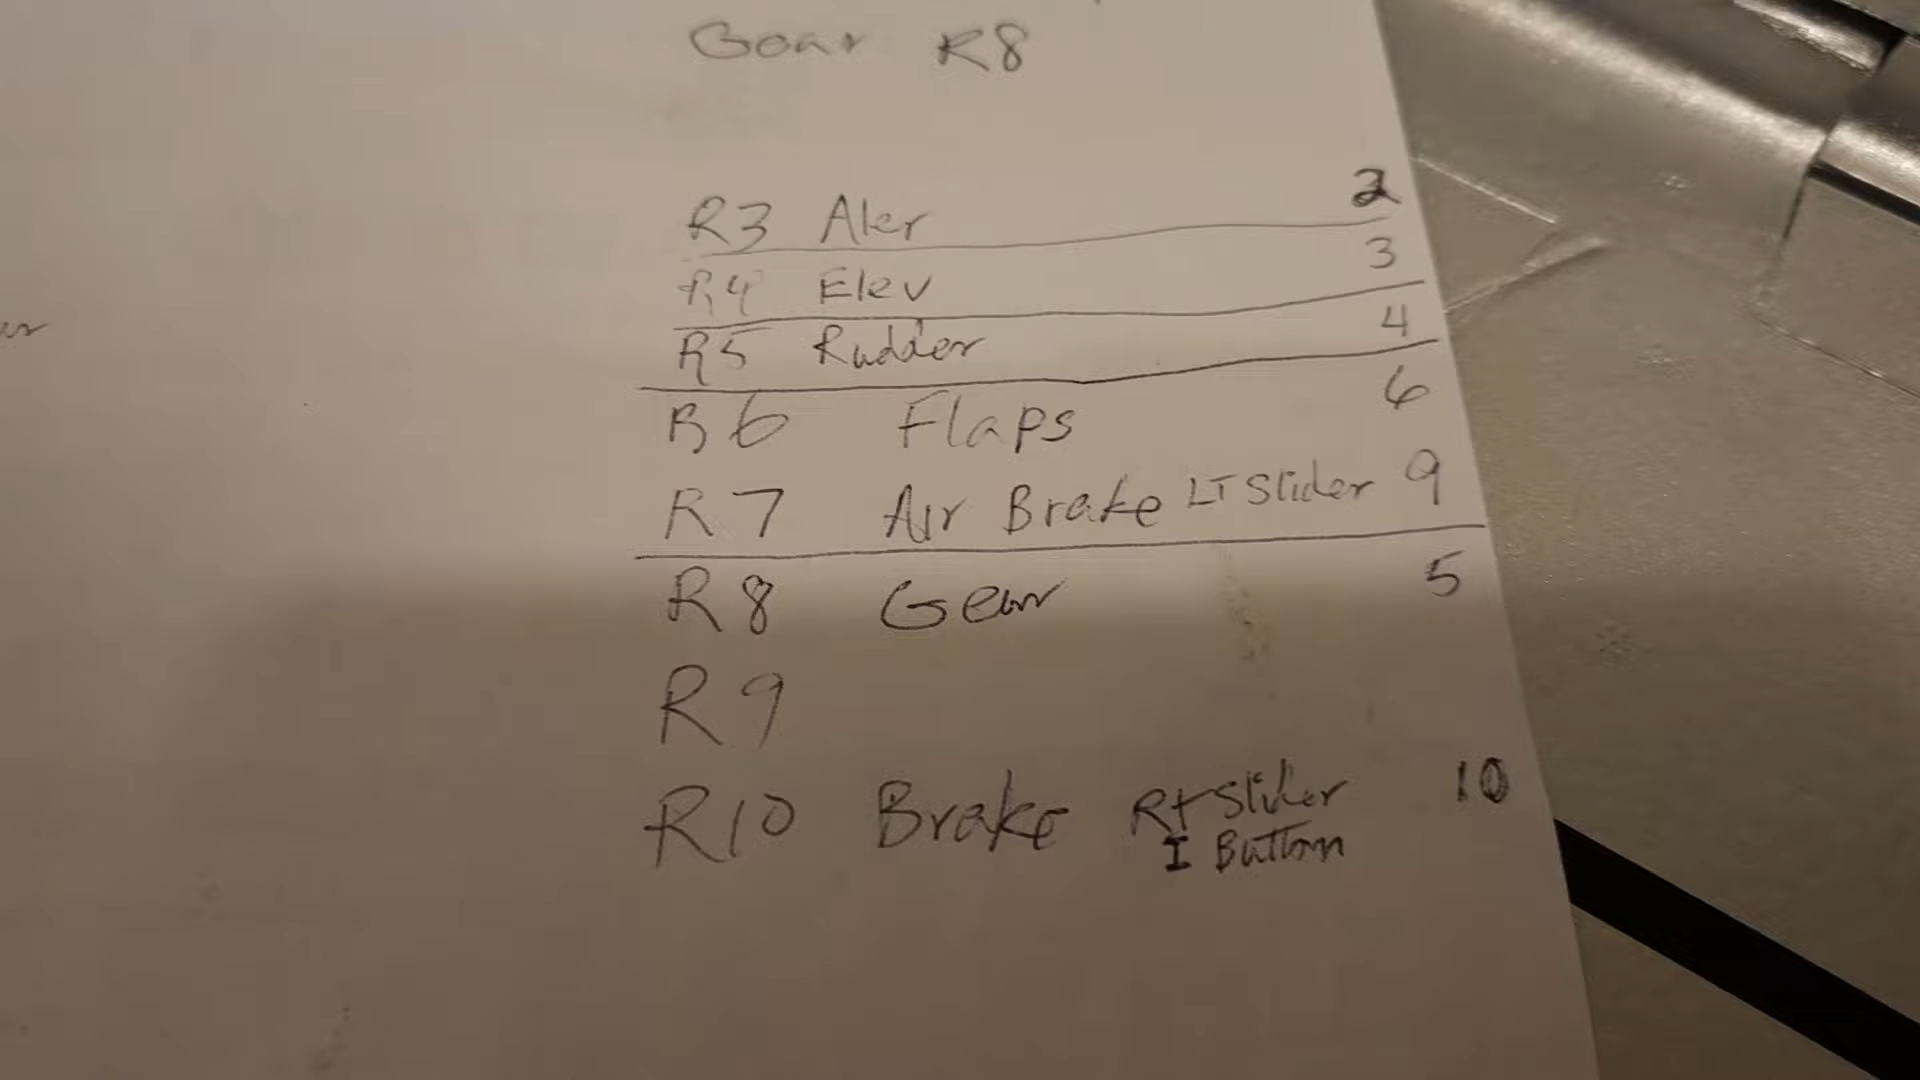 Gear R8
R3 Aler 2
R4 Elev 3
R5 Rudder 4
R6 Flaps 6
R7 Air Brake LT Slider 9
R8 Gear 5
R9
R10 Brake Rt Slider 10
I Button